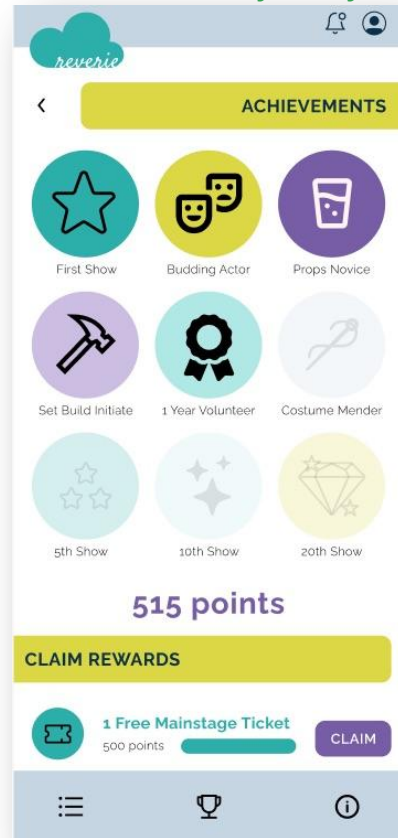 reverie
ACHIEVEMENTS
First Show
Budding Actor
Props Novice
Set Build Initiate
1 Year Volunteer
Costume Mender
5th Show
10th Show
20th Show
515 points
CLAIM REWARDS
1 Free Mainstage Ticket
500 points
CLAIM